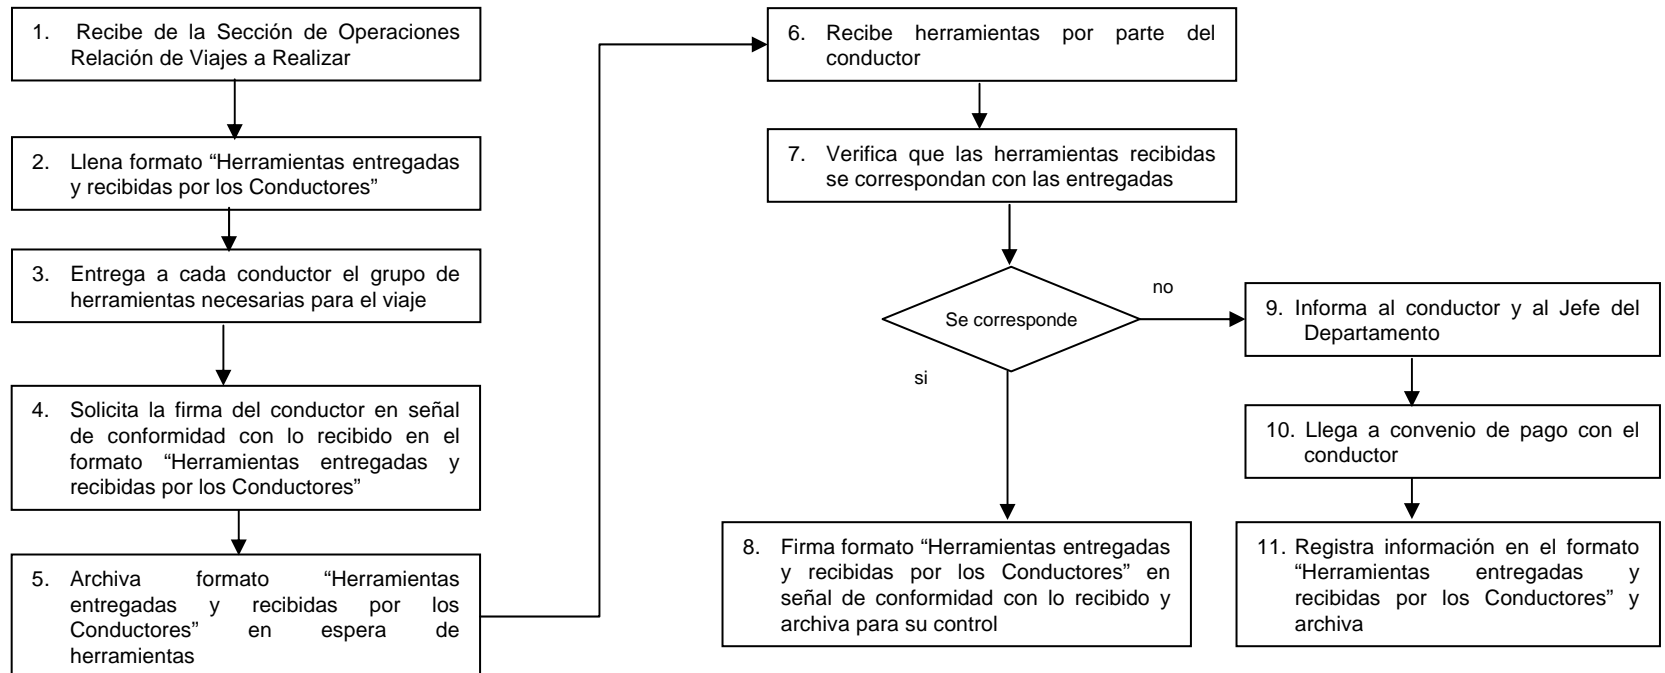 1. Recibe de la Sección de Operaciones
Relación de Viajes a Realizar
2. Llena formato “Herramientas entregadas
y recibidas por los Conductores”
3. Entrega a cada conductor el grupo de
herramientas necesarias para el viaje
4. Solicita la firma del conductor en señal
de conformidad con lo recibido en el
formato “Herramientas entregadas y
recibidas por los Conductores”
5. Archiva formato “Herramientas
entregadas y recibidas por los
Conductores” en espera de
herramientas
6. Recibe herramientas por parte del
conductor
7. Verifica que las herramientas recibidas
se correspondan con las entregadas
Se corresponde
no
si
8. Firma formato “Herramientas entregadas
y recibidas por los Conductores” en
señal de conformidad con lo recibido y
archiva para su control
9. Informa al conductor y al Jefe del
Departamento
10. Llega a convenio de pago con el
conductor
11. Registra información en el formato
“Herramientas entregadas y
recibidas por los Conductores” y
archiva